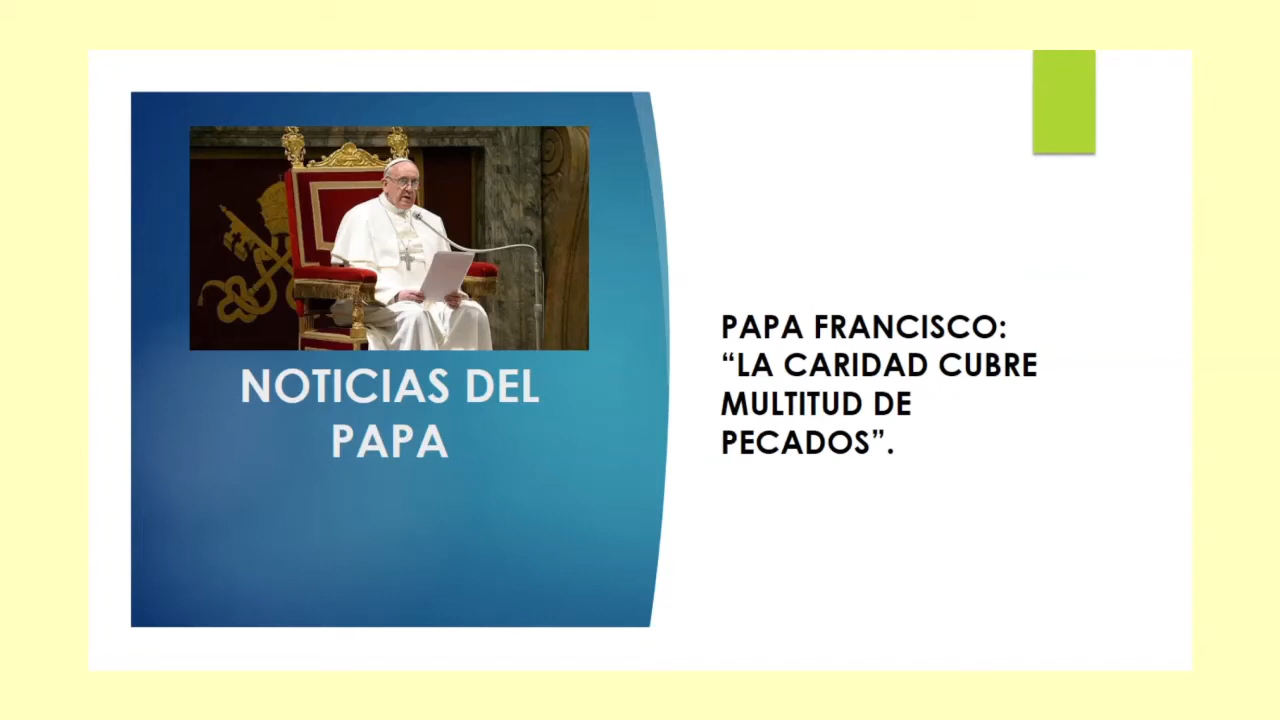 NOTICIAS DEL
PAPA
PAPA FRANCISCO:
“LA CARIDAD CUBRE
MULTITUD DE
PECADOS”.